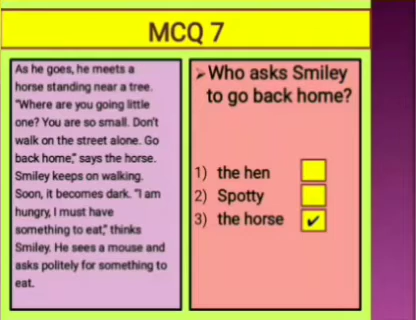 MCQ 7
As he goes, he meets a
horse standing near a tree.
"Where are you going little
one? You are so small. Don't
walk on the street alone. Go
back home," says the horse.
Smiley keeps on walking.
Soon, it becomes dark. "I am
hungry, I must have
something to eat," thinks
Smiley. He sees a mouse and
asks politely for something to
eat.
➢Who asks Smiley
to go back home?
1) the hen
2) Spotty
3) the horse ✔